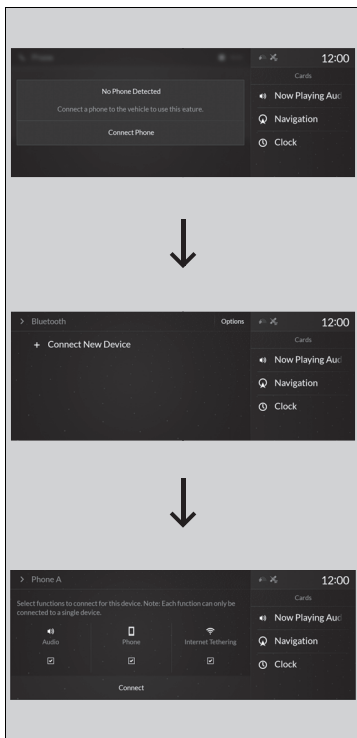 Phone
12:00
Cards
No Phone Detected
Connect a phone to the vehicle to use this eature.
Connect Phone
Now Playing Aud
Navigation
Clock
Bluetooth
Options
12:00
Cards
Connect New Device
Now Playing Aud
Navigation
Clock
Phone A
12:00
Cards
Select functions to connect for this device. Note: Each function can only be
connected to a single device.
Audio
Phone
Internet Tethering
Connect
Now Playing Aud
Navigation
Clock